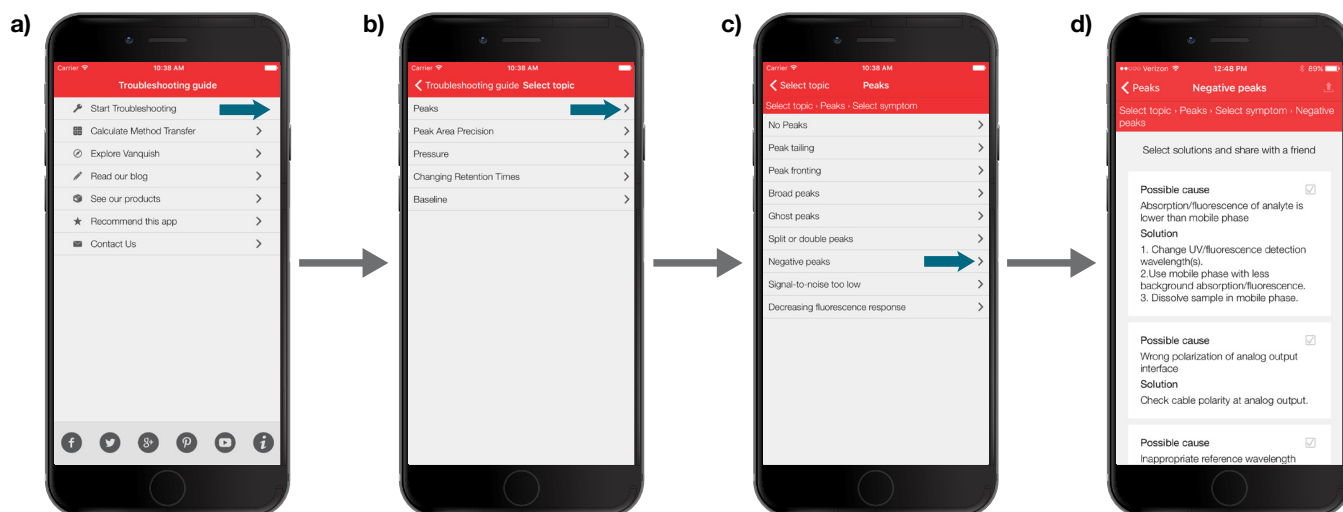 a)
Carrier
10:38 AM
Troubleshooting guide
Start Troubleshooting
Calculate Method Transfer
Explore Vanquish
Read our blog
See our products
Recommend this app
Contact Us
f
8+
i
b)
Carrier
10:38 AM
Troubleshooting guide Select topic
Peaks
Peak Area Precision
Pressure
Changing Retention Times
Baseline
c)
Carrier
10:38 AM
Select topic Peaks
Select topic › Peaks › Select symptom
No Peaks
Peak tailing
Peak fronting
Broad peaks
Ghost peaks
Split or double peaks
Negative peaks
Signal-to-noise too low
Decreasing fluorescence response
d)
Verizon 12:48 PM 89%
Peaks Negative peaks
Select topic › Peaks › Select symptom › Negative
peaks
Select solutions and share with a friend
Possible cause
Absorption/fluorescence of analyte is
lower than mobile phase
Solution
1. Change UV/fluorescence detection
wavelength(s).
2.Use mobile phase with less
background absorption/fluorescence.
3. Dissolve sample in mobile phase.
Possible cause
Wrong polarization of analog output
interface
Solution
Check cable polarity at analog output.
Possible cause
Inappropriate reference wavelength